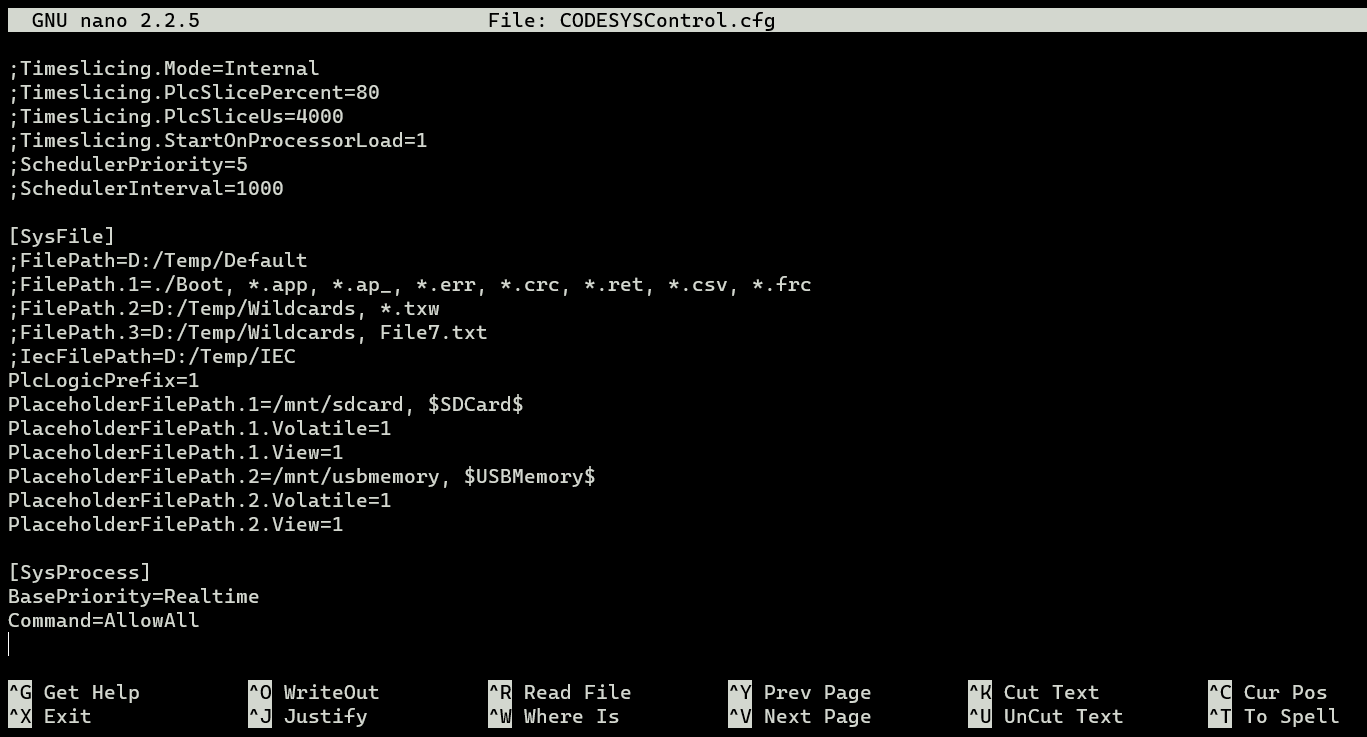 GNU nano 2.2.5 File: CODESYSControl.cfg
;Timeslicing.Mode=Internal
;Timeslicing.PlcSlicePercent=80
;Timeslicing.PlcSliceUs=4000
;Timeslicing.StartOnProcessorLoad=1
;SchedulerPriority=5
;SchedulerInterval=1000
[SysFile]
;FilePath=D:/Temp/Default
;FilePath.1=./Boot, *.app, *.ap_, *.err, *.crc, *.ret, *.csv, *.frc
;FilePath.2=D:/Temp/Wildcards, *.txw
;FilePath.3=D:/Temp/Wildcards, File7.txt
;IecFilePath=D:/Temp/IEC
PlcLogicPrefix=1
PlaceholderFilePath.1=/mnt/sdcard, $SDCard$
PlaceholderFilePath.1.Volatile=1
PlaceholderFilePath.1.View=1
PlaceholderFilePath.2=/mnt/usbmemory, $USBMemory$
PlaceholderFilePath.2.Volatile=1
PlaceholderFilePath.2.View=1
[SysProcess]
BasePriority=Realtime
Command=AllowAll
^G Get Help ^O WriteOut ^R Read File ^Y Prev Page ^K Cut Text ^C Cur Pos
^X Exit ^J Justify ^W Where Is ^V Next Page ^U UnCut Text ^T To Spell